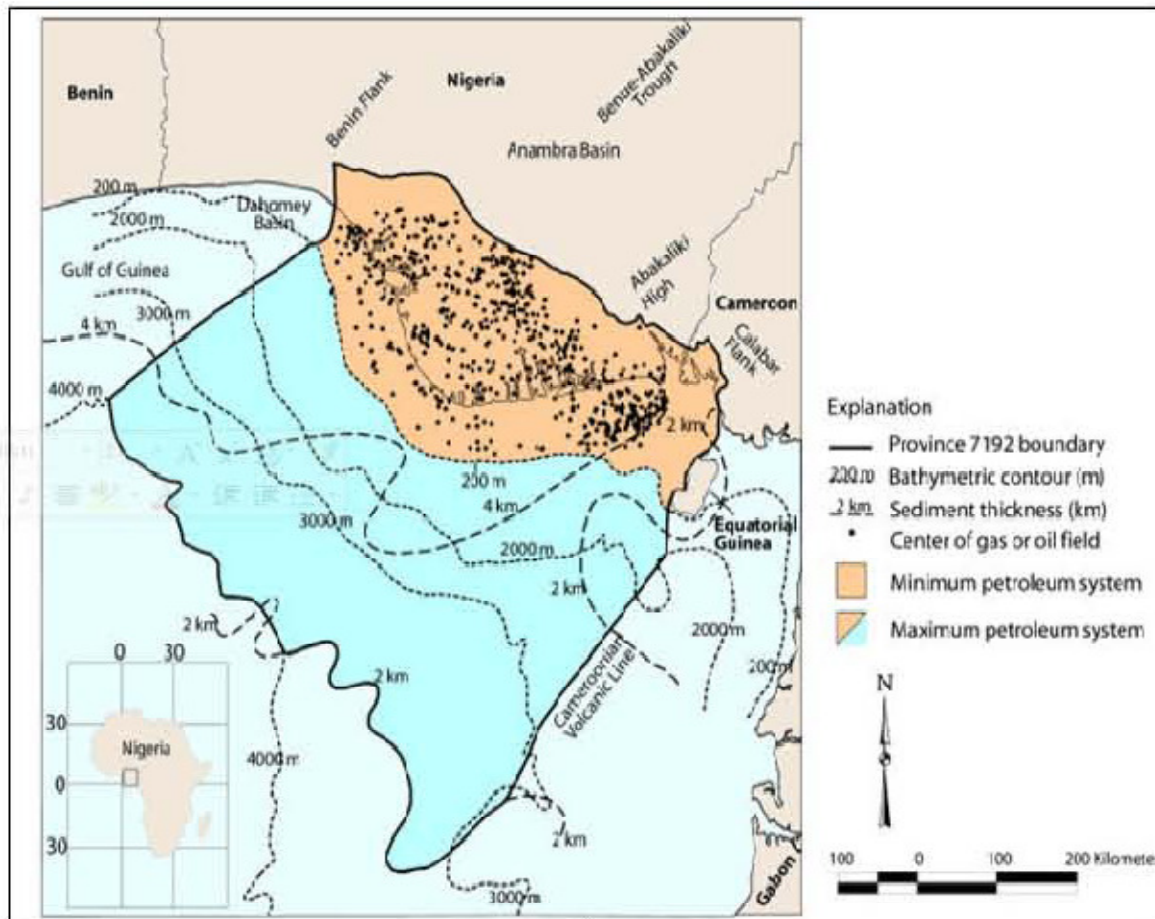 Benin
Nigeria
Benin Flank
Benue-Abakaliki
Trough
Anambra Basin
200 m
2000 m
Dahomey
Basin
Gulf of Guinea
3000 m
4 km
4000 m
Abakaliki
High
Cameroon
Calabar
Flank
2 km
200 m
4 km
3000 m
2000 m
Equatorial
Guinea
2 km
2 km
2000 m
200 m
2 km
Cameroonian
Volcanic Line
4000 m
2 km
3000 m
Gabon
0 30
30
Nigeria
0
30
Explanation
Province 7192 boundary
200 m Bathymetric contour (m)
2 km Sediment thickness (km)
Center of gas or oil field
Minimum petroleum system
Maximum petroleum system
N
100 0 100 200 Kilomete